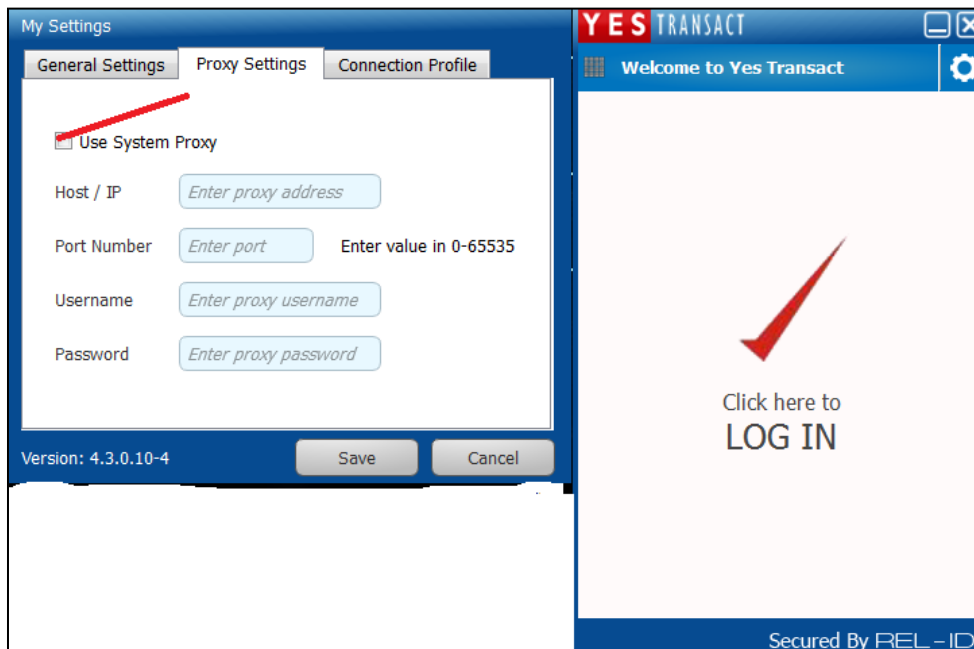 My Settings
General Settings
Proxy Settings
Connection Profile
Use System Proxy
Host / IP
Enter proxy address
Port Number
Enter port
Enter value in 0-65535
Username
Enter proxy username
Password
Enter proxy password
Version: 4.3.0.10-4
Save
Cancel
YES TRANSACT
Welcome to Yes Transact
Click here to
LOG IN
Secured By REL-ID